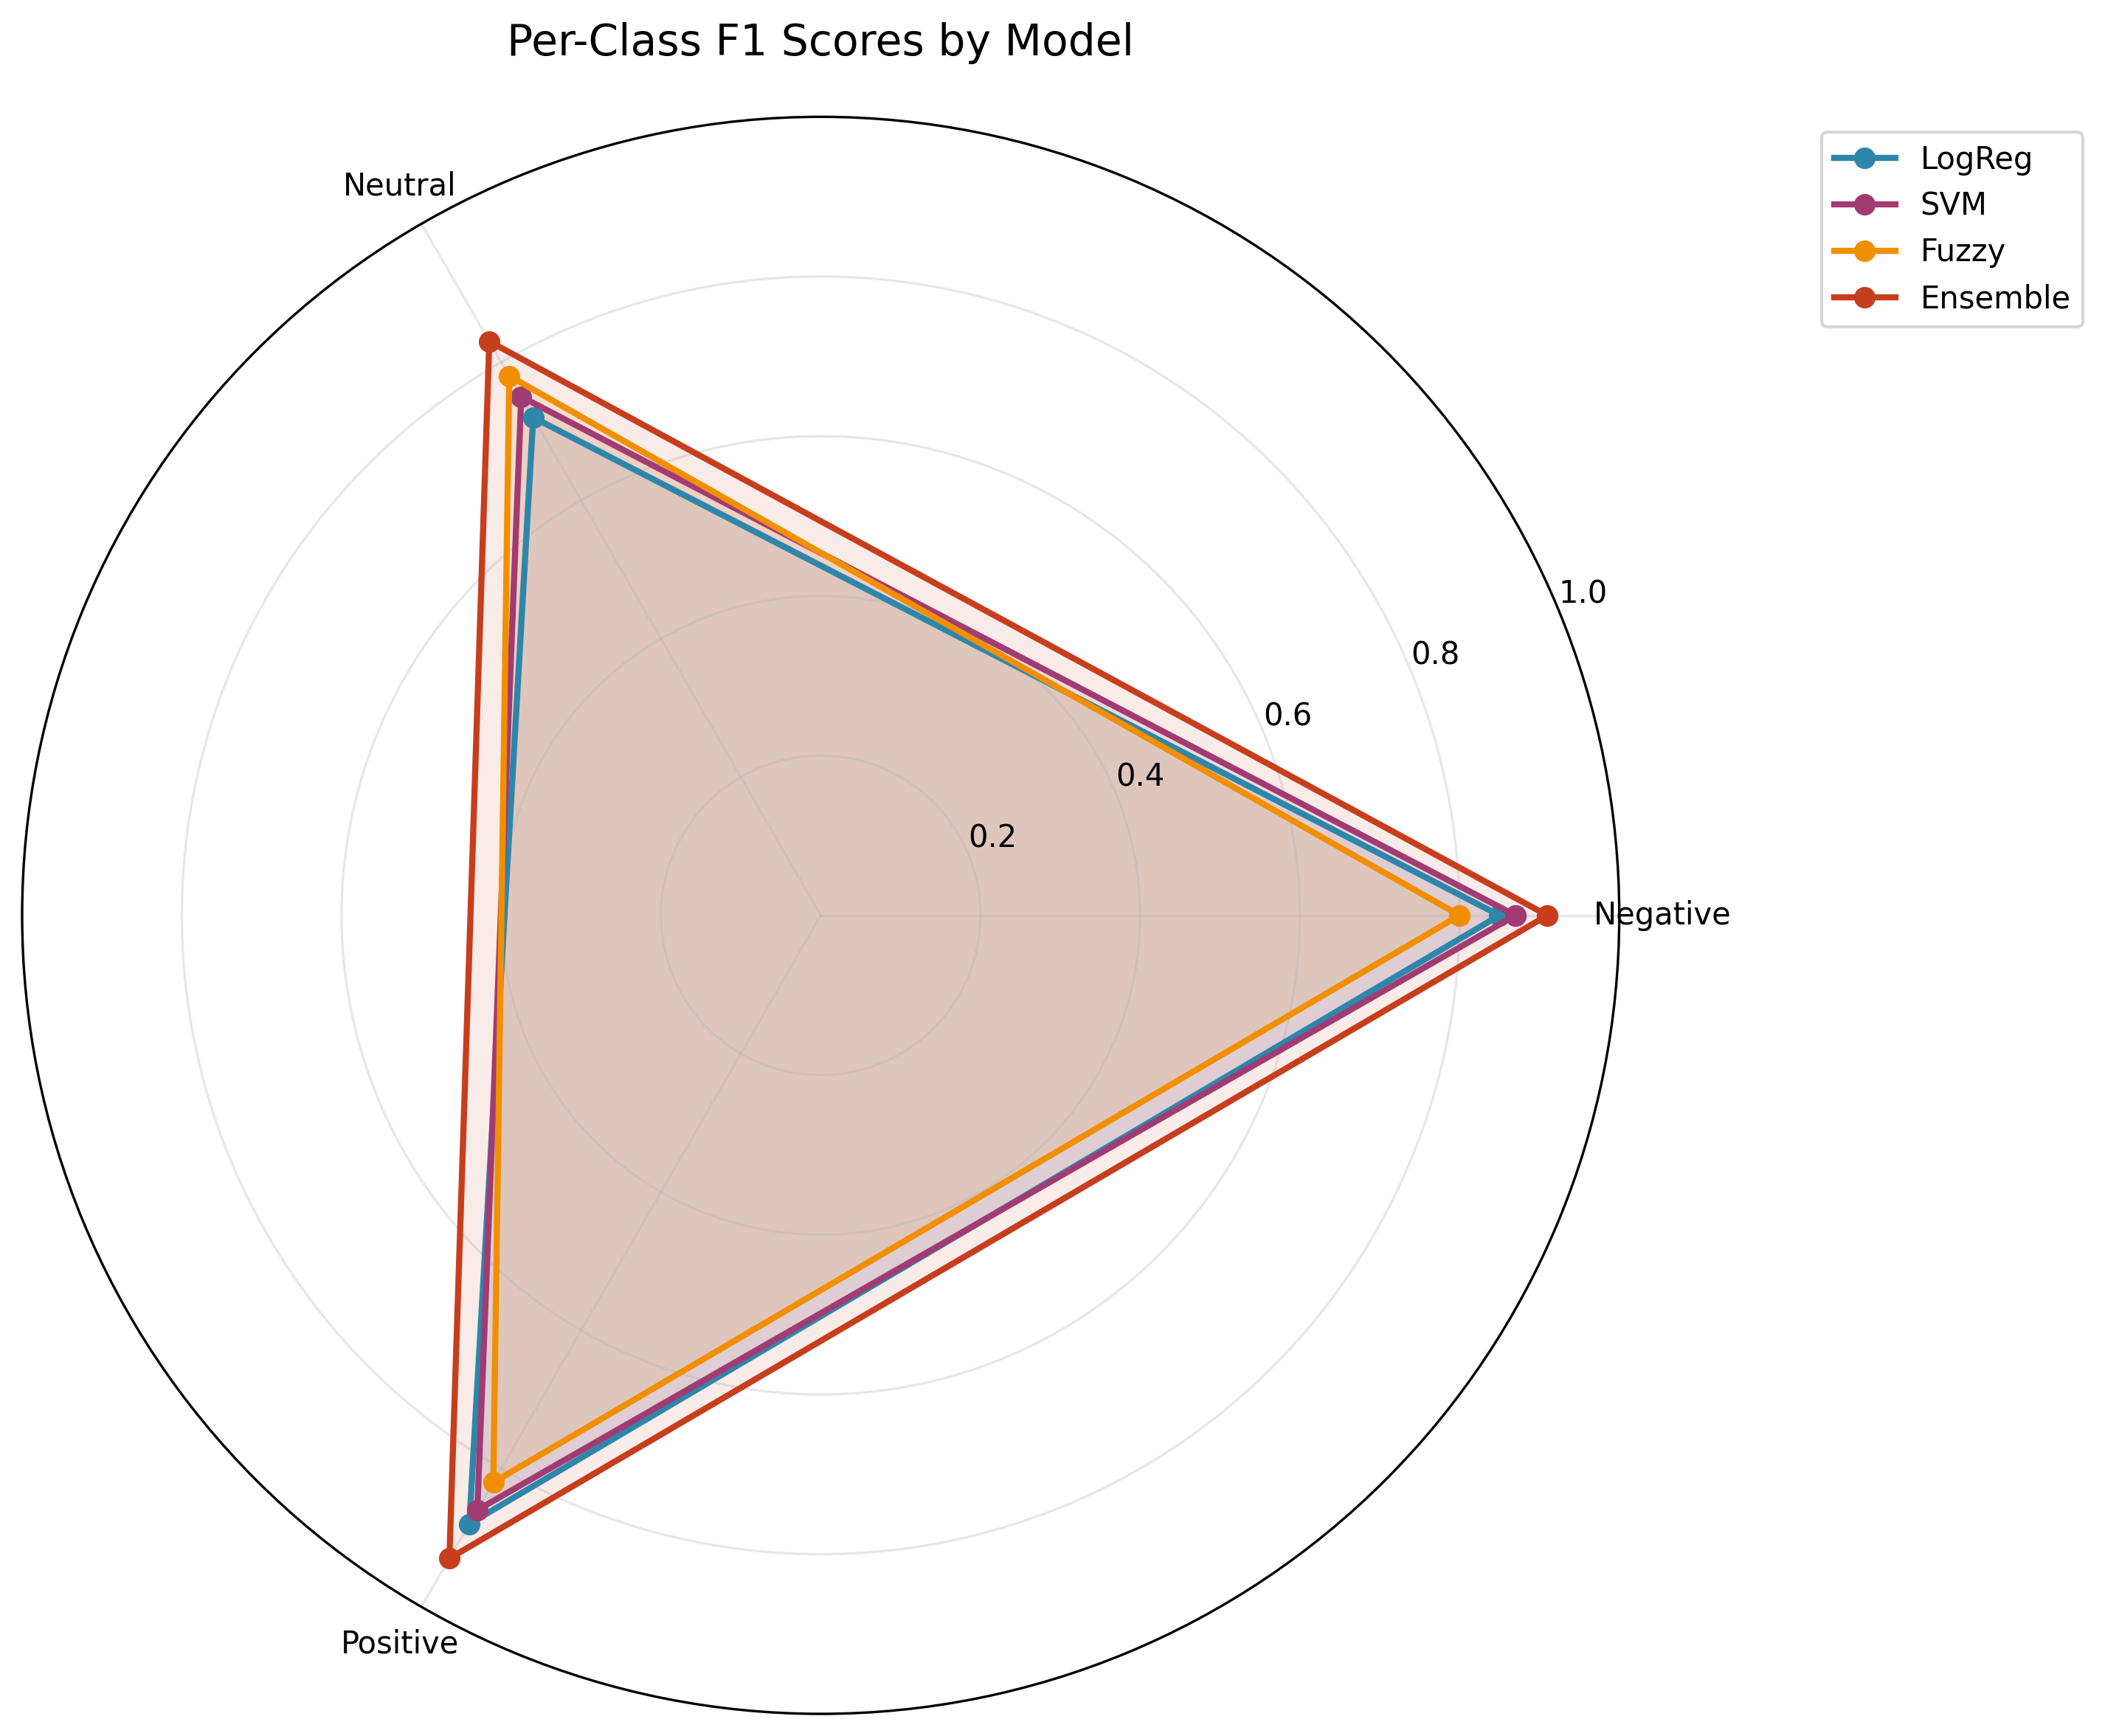 Per-Class F1 Scores by Model
LogReg
SVM
Fuzzy
Ensemble
Neutral
1.0
0.8
0.6
0.4
0.2
Negative
Positive